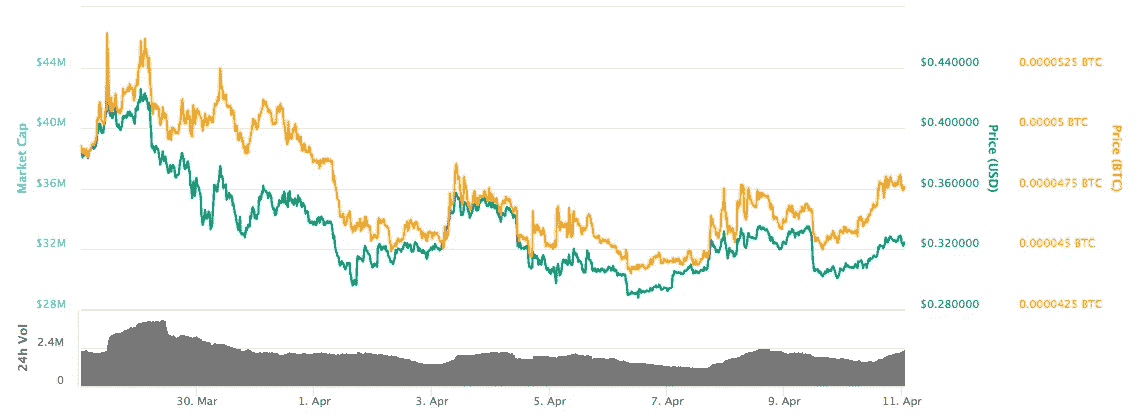 $44M
$40M
$36M
$32M
$28M
Market Cap
2.4M
0
24h Vol
30. Mar
1. Apr
3. Apr
5. Apr
7. Apr
9. Apr
11. Apr
$0.440000
$0.400000
$0.360000
$0.320000
$0.280000
Price (USD)
0.0000525 BTC
0.00005 BTC
0.0000475 BTC
0.000045 BTC
0.0000425 BTC
Price (BTC)